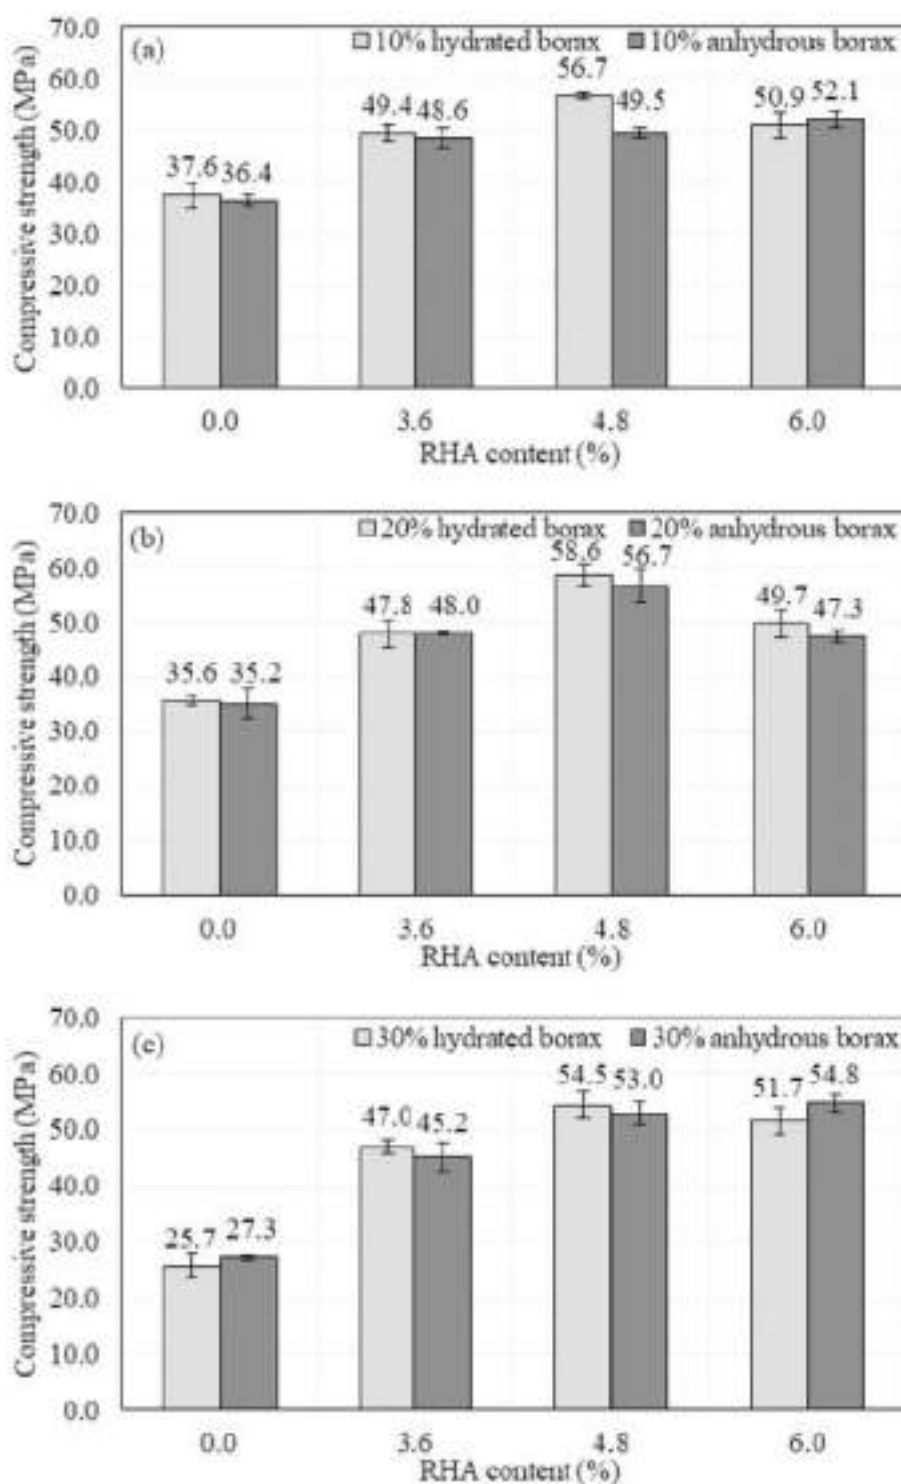 (a)
10% hydrated borax 10% anhydrous borax
Compressive strength (MPa)
70.0
60.0
50.0
40.0
30.0
20.0
10.0
0.0
37.6 36.4
49.4 48.6
56.7 49.5
50.9 52.1
0.0 3.6 4.8 6.0
RHA content (%)
(b)
20% hydrated borax 20% anhydrous borax
Compressive strength (MPa)
70.0
60.0
50.0
40.0
30.0
20.0
10.0
0.0
35.6 35.2
47.8 48.0
58.6 56.7
49.7 47.3
0.0 3.6 4.8 6.0
RHA content (%)
(c)
30% hydrated borax 30% anhydrous borax
Compressive strength (MPa)
70.0
60.0
50.0
40.0
30.0
20.0
10.0
0.0
25.7 27.3
47.0 45.2
54.5 53.0
51.7 54.8
0.0 3.6 4.8 6.0
RHA content (%)